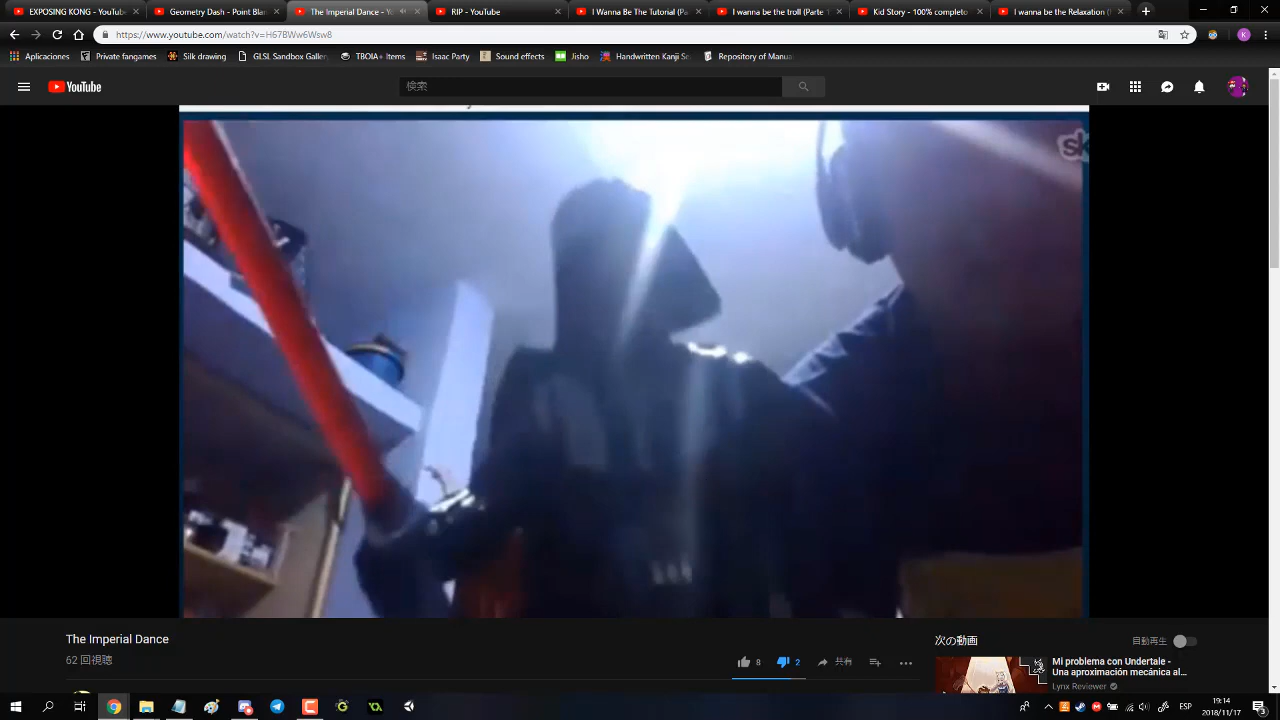 EXPOSING KONG - YouTube
Geometry Dash - Point Blan
The Imperial Dance - Yo
RIP - YouTube
I Wanna Be The Tutorial (Pa
I wanna be the troll (Parte 1
Kid Story - 100% completo
I wanna be the Relaxation (
https://www.youtube.com/watch?v=H67BWw6Wsw8
Aplicaciones
Private fangames
Silk drawing
GLSL Sandbox Gallery
TBOIA+ Items
Isaac Party
Sound effects
Jisho
Handwritten Kanji Se
Repository of Manua
YouTube
検索
K
sk
The Imperial Dance
62 回視聴
8
2
共有
次の動画
自動再生
Mi problema con Undertale -
Una aproximación mecánica al...
Lynx Reviewer
ESP
19:14
2018/11/17